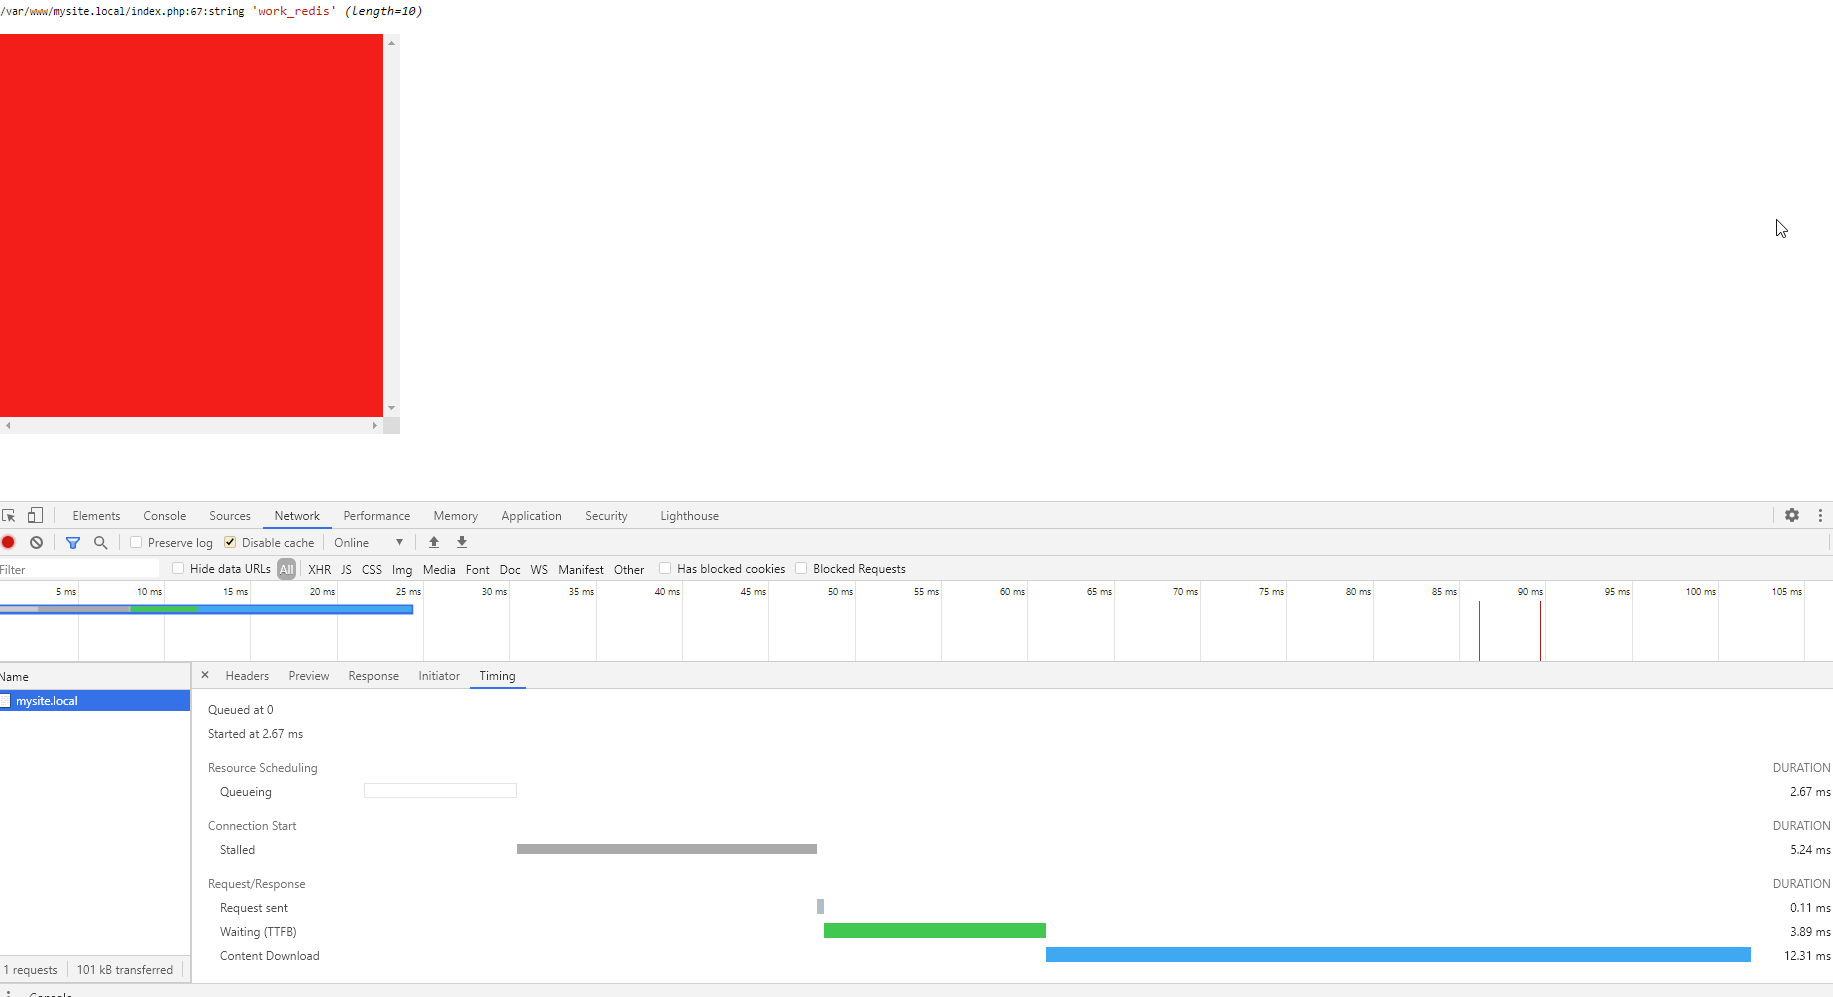 /var/www/mysite.local/index.php:67:string 'work_redis' (length=10)
Elements Console Sources Network Performance Memory Application Security Lighthouse
Preserve log Disable cache Online
Filter Hide data URLs All XHR JS CSS Img Media Font Doc WS Manifest Other Has blocked cookies Blocked Requests
5 ms 10 ms 15 ms 20 ms 25 ms 30 ms 35 ms 40 ms 45 ms 50 ms 55 ms 60 ms 65 ms 70 ms 75 ms 80 ms 85 ms 90 ms 95 ms 100 ms 105 ms
Name Headers Preview Response Initiator Timing
mysite.local
Queued at 0
Started at 2.67 ms
Resource Scheduling DURATION
Queueing 2.67 ms
Connection Start DURATION
Stalled 5.24 ms
Request/Response DURATION
Request sent 0.11 ms
Waiting (TTFB) 3.89 ms
Content Download 12.31 ms
1 requests 101 kB transferred
Console